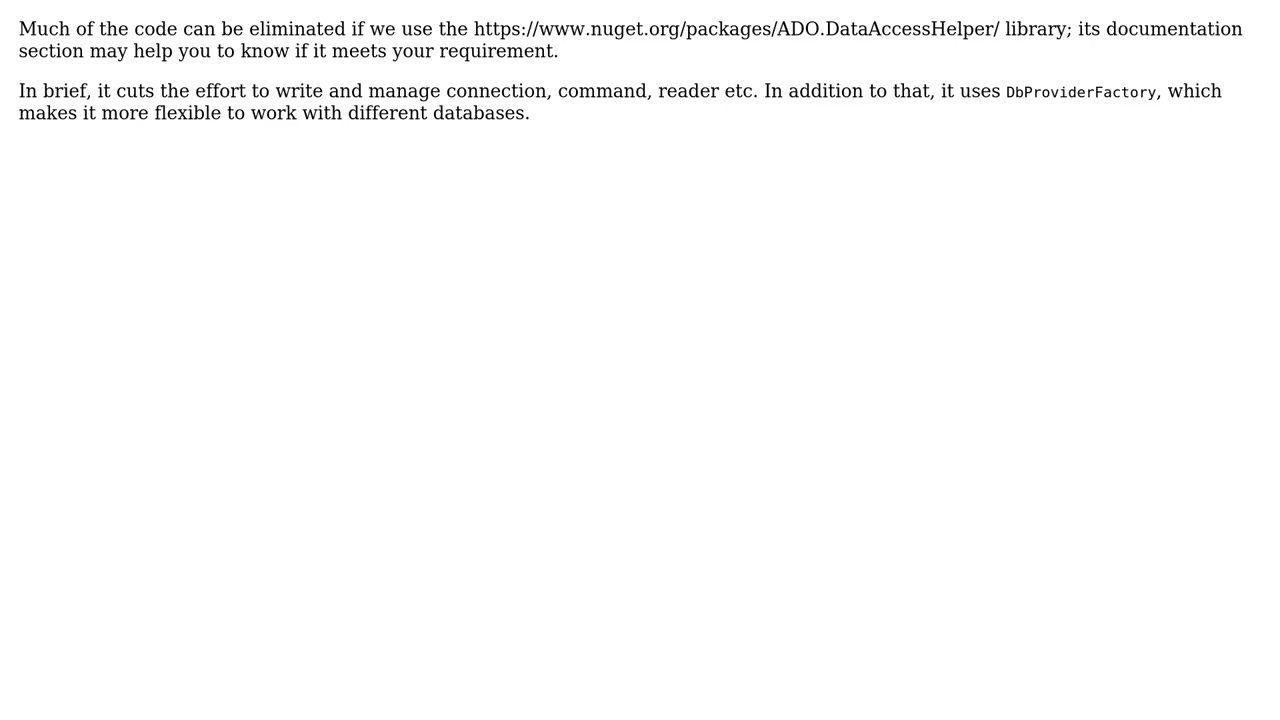 Much of the code can be eliminated if we use the https://www.nuget.org/packages/ADO.DataAccessHelper/ library; its documentation
section may help you to know if it meets your requirement.
In brief, it cuts the effort to write and manage connection, command, reader etc. In addition to that, it uses DbProviderFactory, which
makes it more flexible to work with different databases.